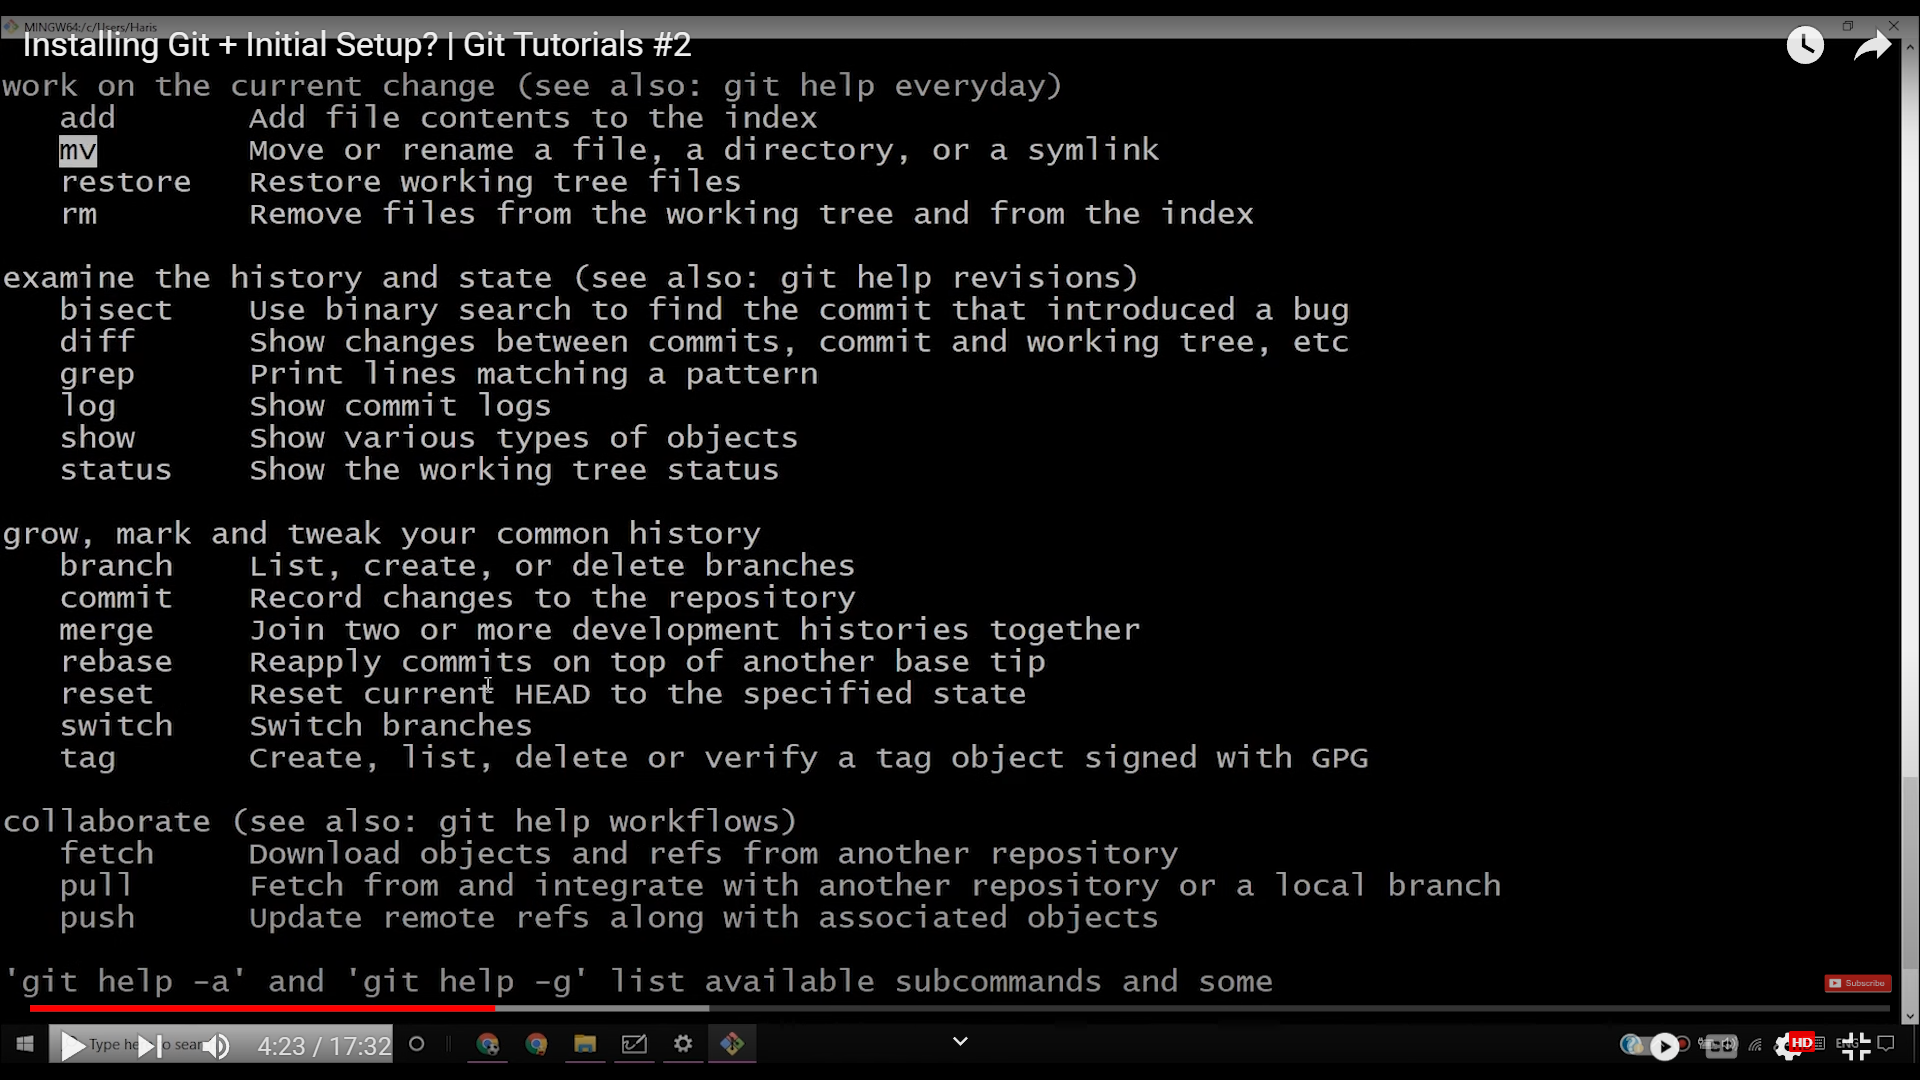 MINGW64:/c/Users/Haris
Installing Git + Initial Setup? | Git Tutorials #2
work on the current change (see also: git help everyday)
add Add file contents to the index
mv Move or rename a file, a directory, or a symlink
restore Restore working tree files
rm Remove files from the working tree and from the index
examine the history and state (see also: git help revisions)
bisect Use binary search to find the commit that introduced a bug
diff Show changes between commits, commit and working tree, etc
grep Print lines matching a pattern
log Show commit logs
show Show various types of objects
status Show the working tree status
grow, mark and tweak your common history
branch List, create, or delete branches
commit Record changes to the repository
merge Join two or more development histories together
rebase Reapply commits on top of another base tip
reset Reset current HEAD to the specified state
switch Switch branches
tag Create, list, delete or verify a tag object signed with GPG
collaborate (see also: git help workflows)
fetch Download objects and refs from another repository
pull Fetch from and integrate with another repository or a local branch
push Update remote refs along with associated objects
'git help -a' and 'git help -g' list available subcommands and some
Subscribe
Type he to sear 4:23 / 17:32 HD ENG